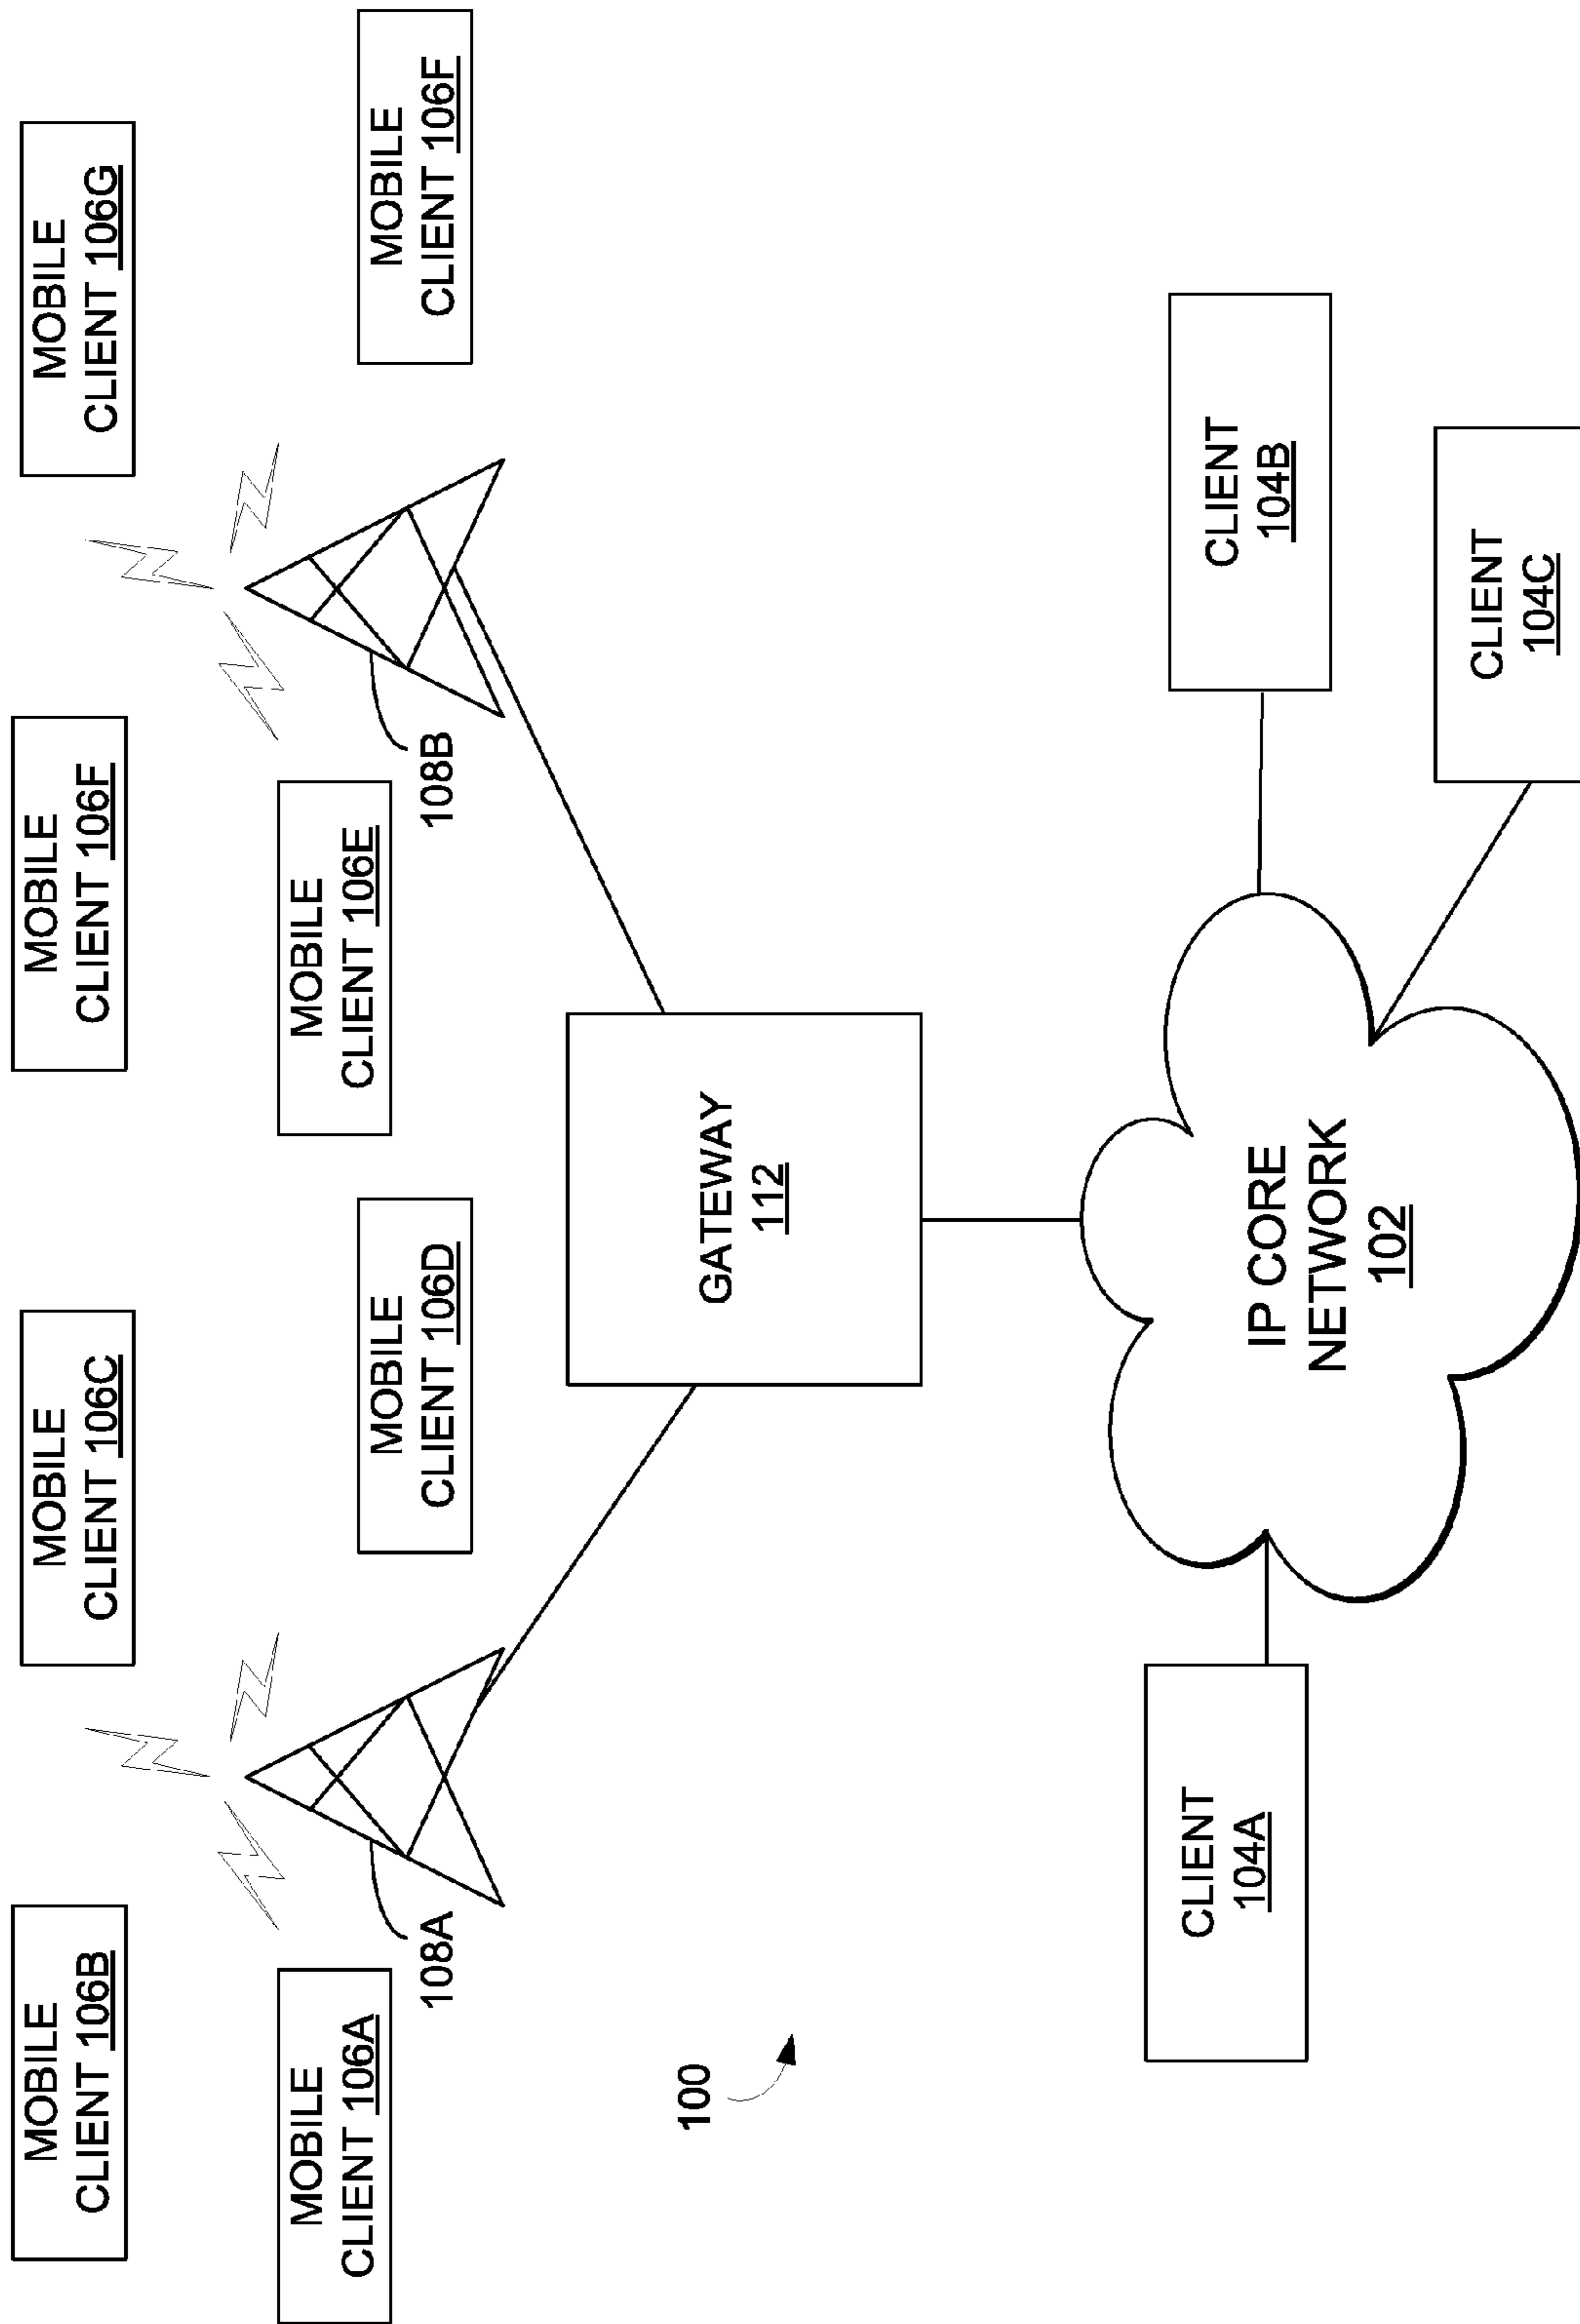 MOBILE
CLIENT 106B
MOBILE
CLIENT 106C
MOBILE
CLIENT 106F
MOBILE
CLIENT 106G
MOBILE
CLIENT 106A
MOBILE
CLIENT 106D
MOBILE
CLIENT 106E
MOBILE
CLIENT 106F
108A
108B
100
GATEWAY
112
IP CORE
NETWORK
102
CLIENT
104A
CLIENT
104B
CLIENT
104C